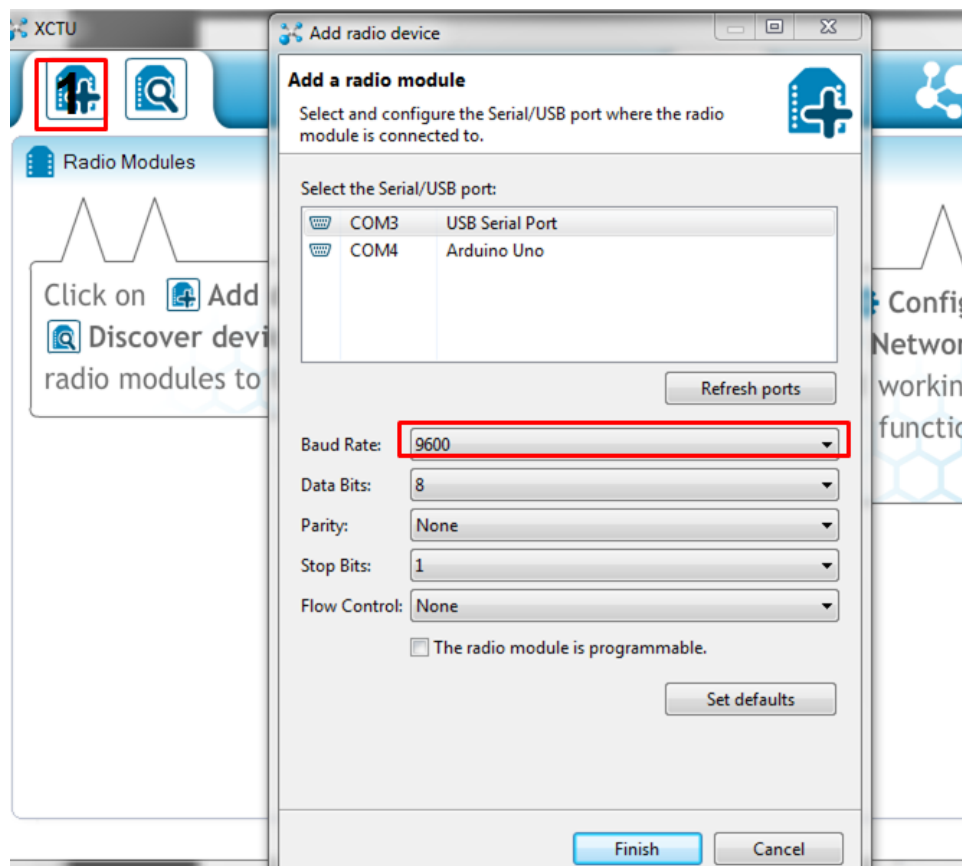 XCTU
1
Radio Modules
Click on Add
Discover devi
radio modules to
Add radio device
Add a radio module
Select and configure the Serial/USB port where the radio
module is connected to.
Select the Serial/USB port:
COM3 USB Serial Port
COM4 Arduino Uno
Refresh ports
Baud Rate: 9600
Data Bits: 8
Parity: None
Stop Bits: 1
Flow Control: None
The radio module is programmable.
Set defaults
Finish Cancel
Config
Networ
workin
functio